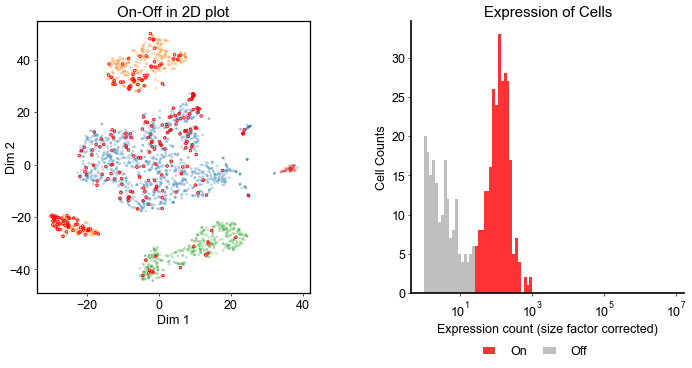 On-Off in 2D plot
40
20
0
−20
−40
Dim 2
−20
0
20
40
Dim 1
Expression of Cells
30
25
20
15
10
5
0
Cell Counts
10^1
10^3
10^5
10^7
Expression count (size factor corrected)
On Off